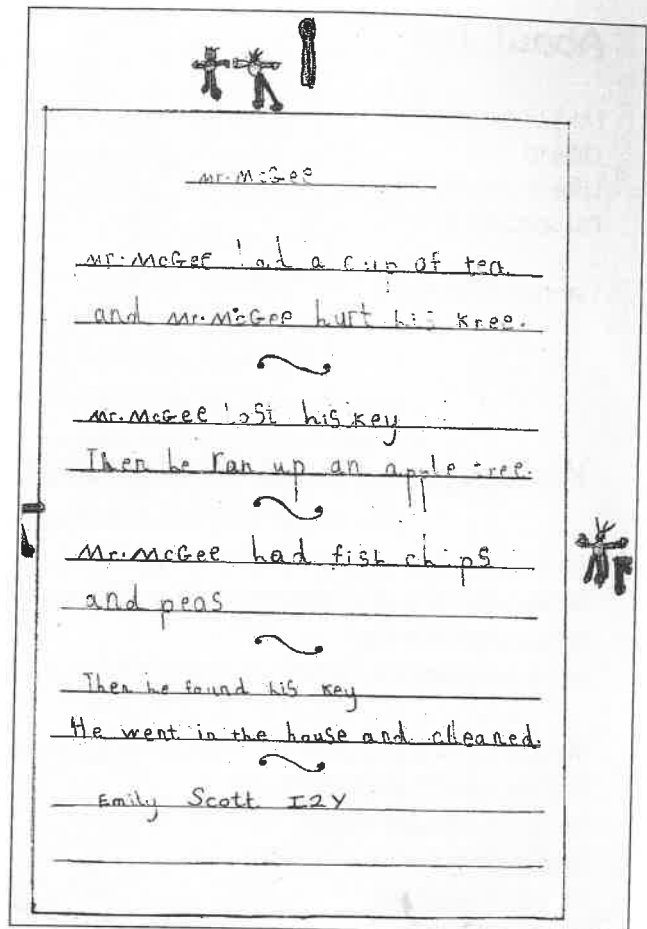 Mr. McGee
Mr. McGee had a cup of tea
and Mr. McGee hurt his knee.
Mr. McGee lost his key
Then he ran up an apple tree.
Mr. McGee had fish chips
and peas
Then he found his key
He went in the house and cleaned.
Emily Scott I2Y